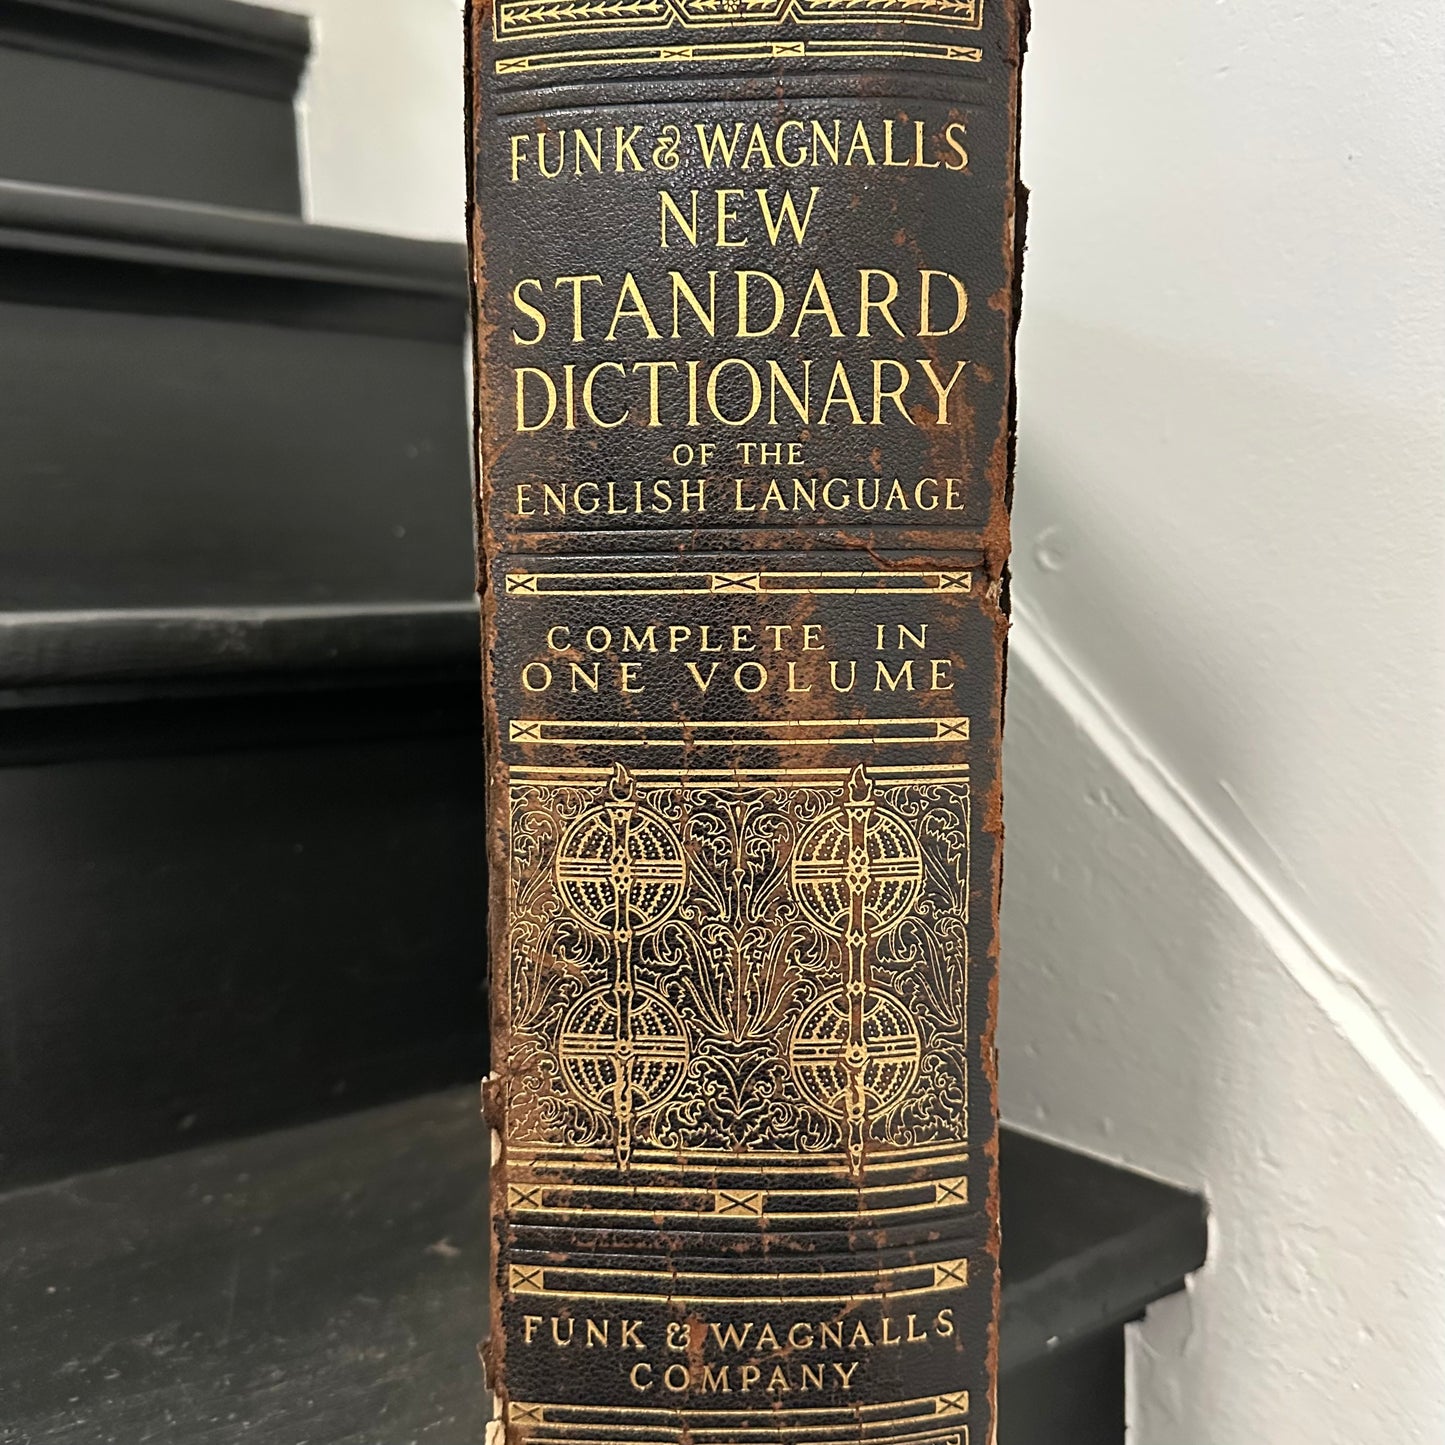 FUNK & WAGNALLS
NEW
STANDARD
DICTIONARY
OF THE
ENGLISH LANGUAGE
COMPLETE IN
ONE VOLUME
FUNK & WAGNALLS
COMPANY